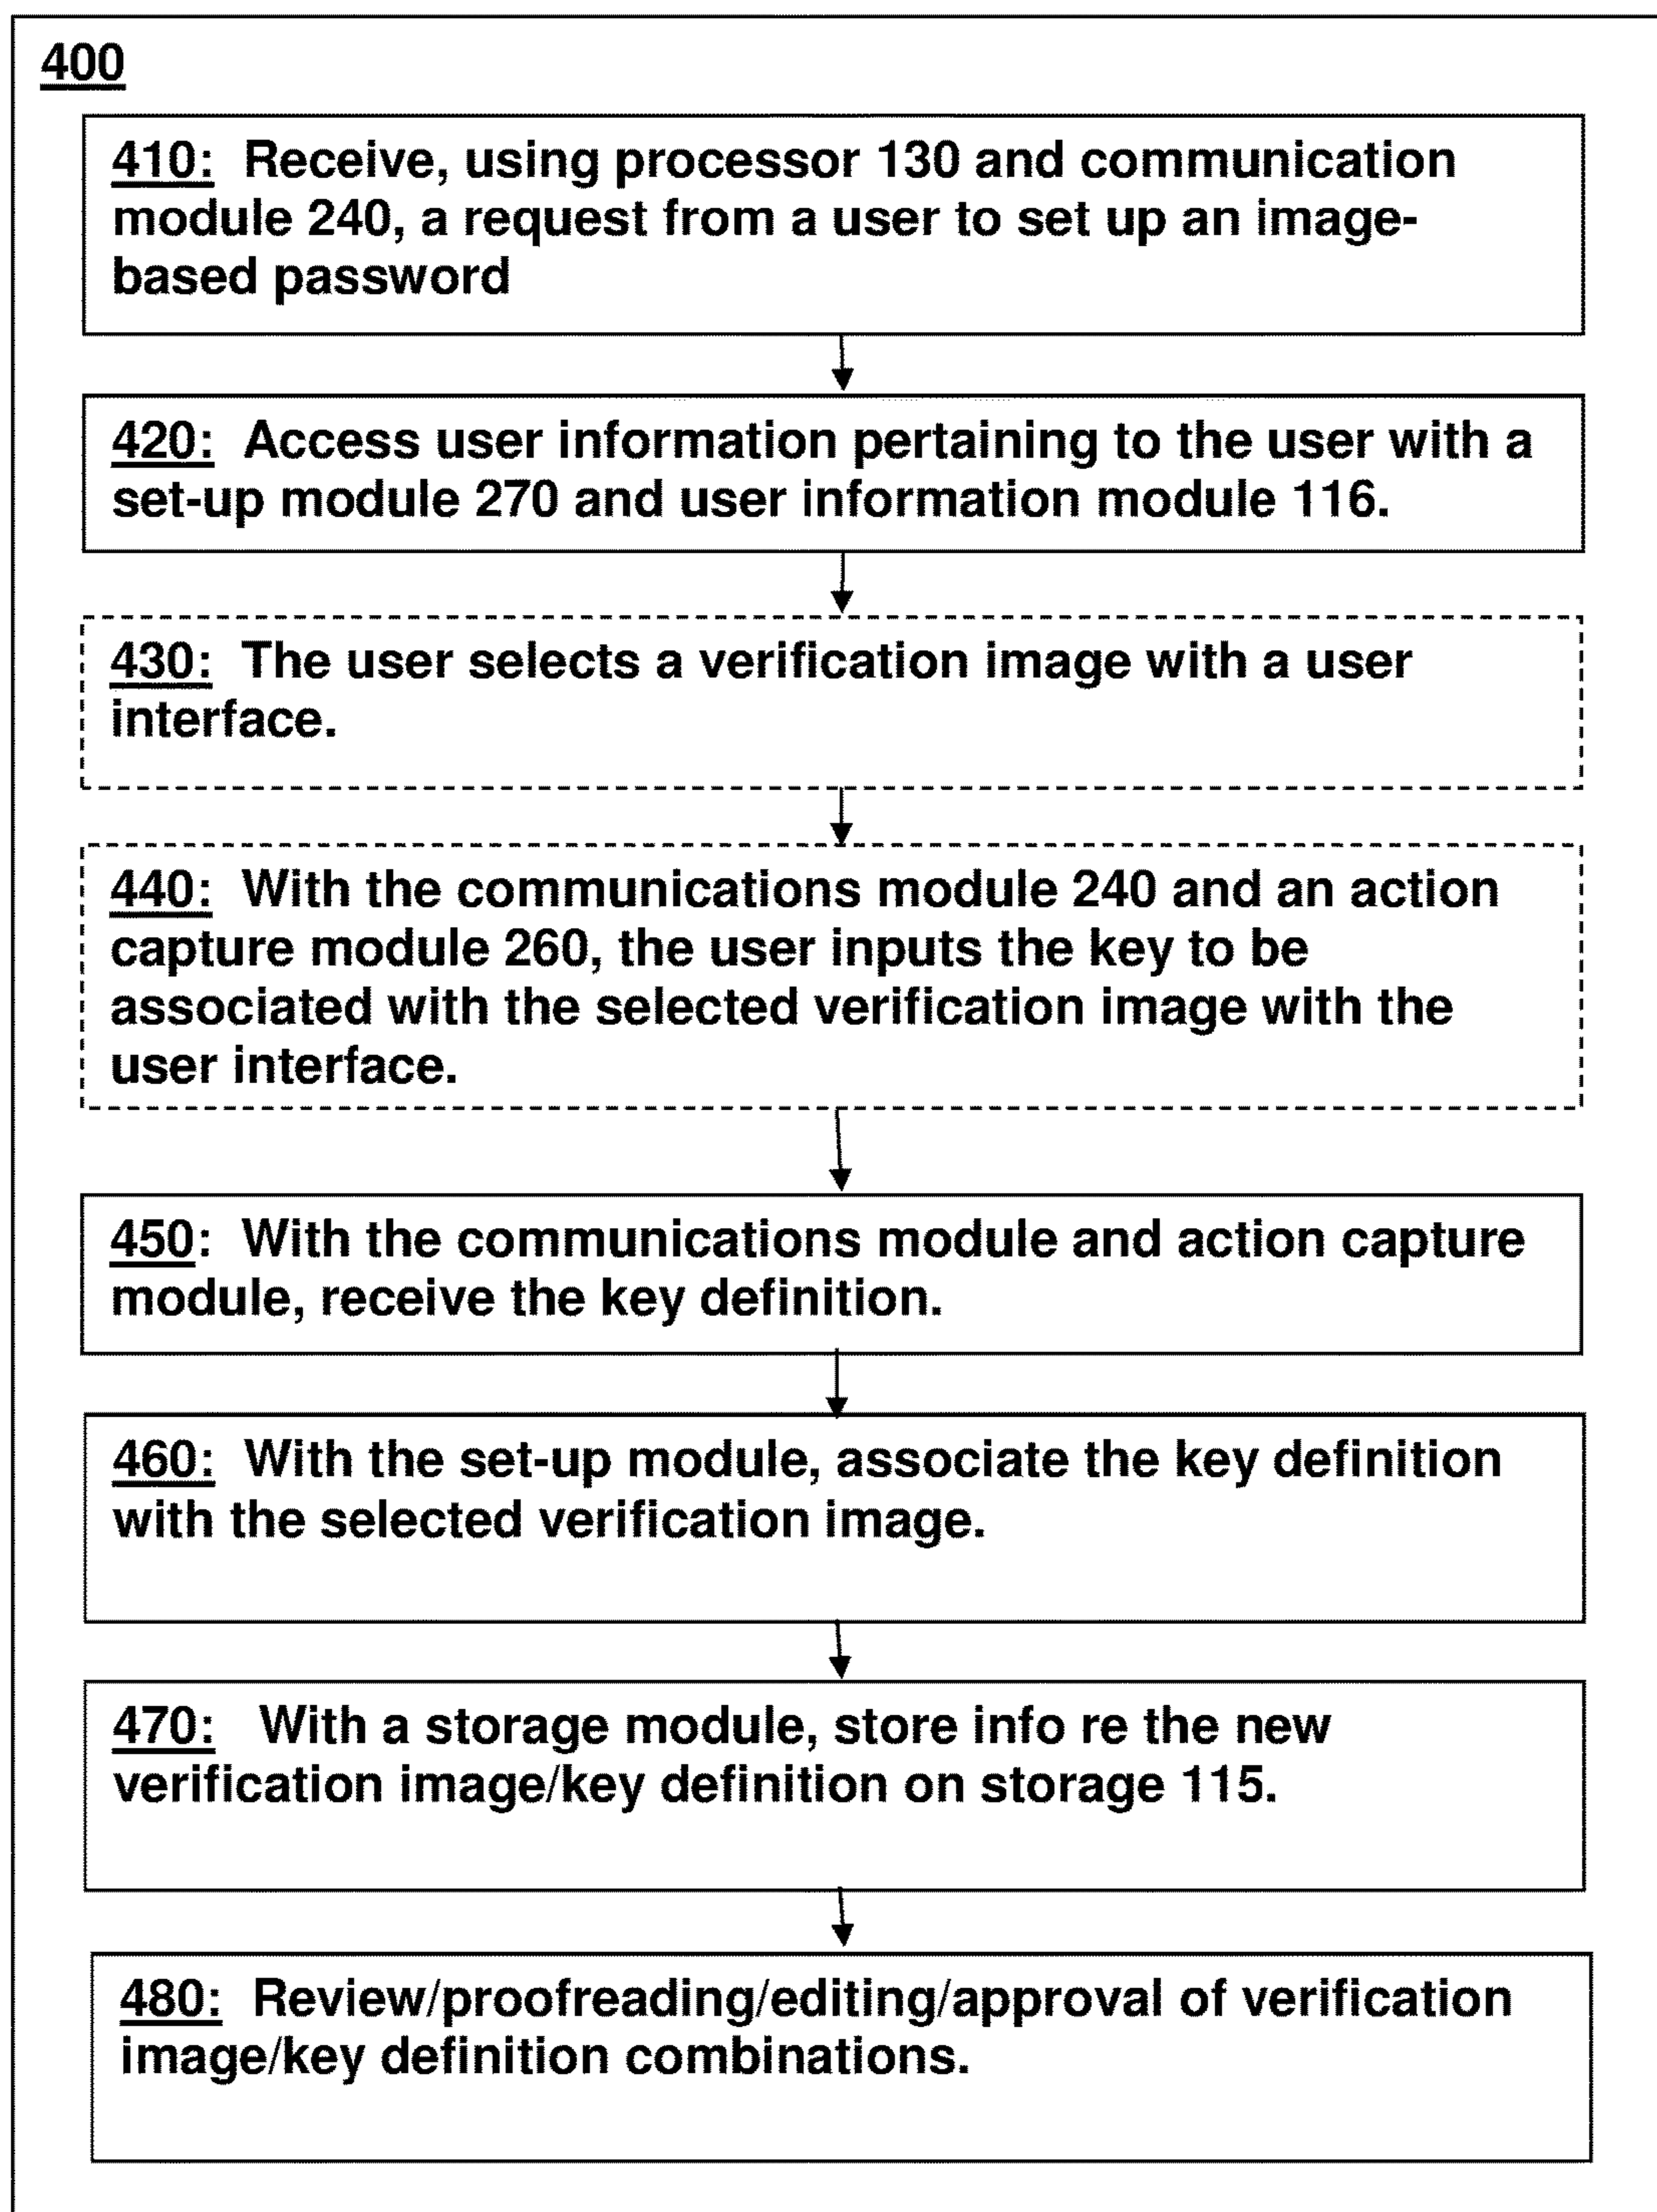 400
410: Receive, using processor 130 and communication
module 240, a request from a user to set up an image-
based password
420: Access user information pertaining to the user with a
set-up module 270 and user information module 116.
430: The user selects a verification image with a user
interface.
440: With the communications module 240 and an action
capture module 260, the user inputs the key to be
associated with the selected verification image with the
user interface.
450: With the communications module and action capture
module, receive the key definition.
460: With the set-up module, associate the key definition
with the selected verification image.
470: With a storage module, store info re the new
verification image/key definition on storage 115.
480: Review/proofreading/editing/approval of verification
image/key definition combinations.